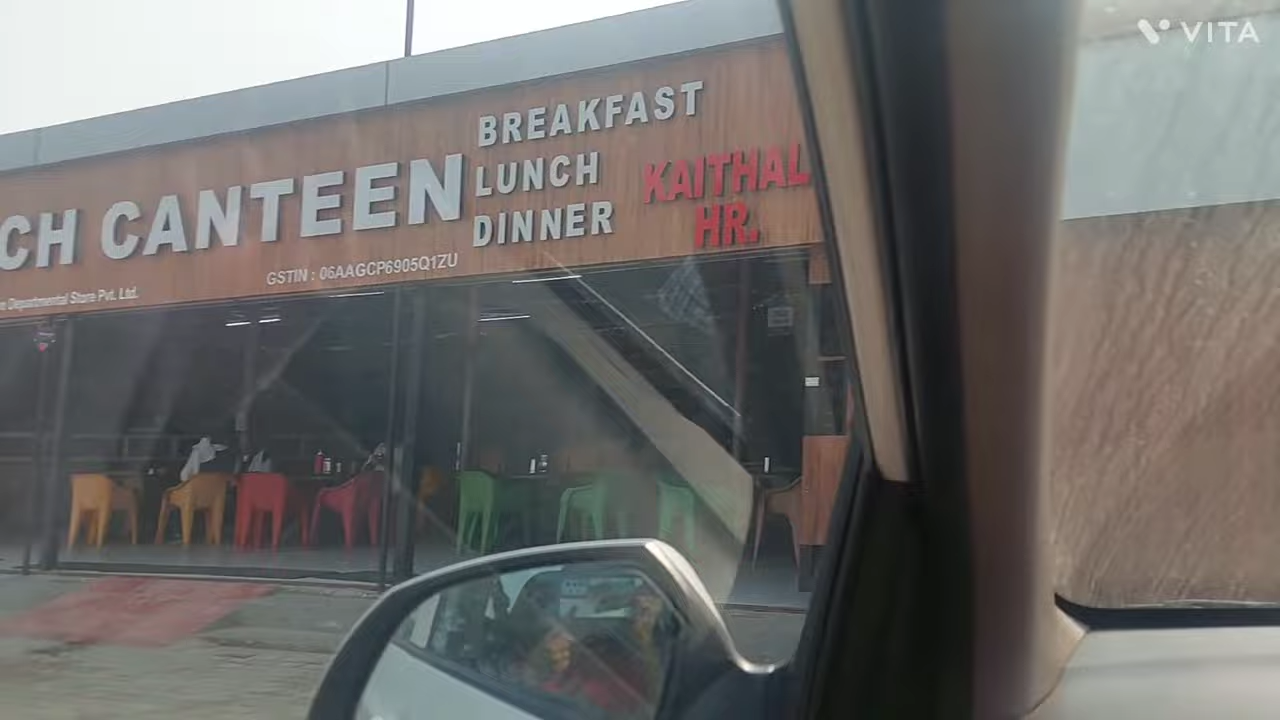 CH CANTEEN
BREAKFAST
LUNCH
DINNER
KAITHAL
HR.
GSTIN : 06AAGCP6905Q1ZU
Departmental Store Pvt. Ltd.
VITA